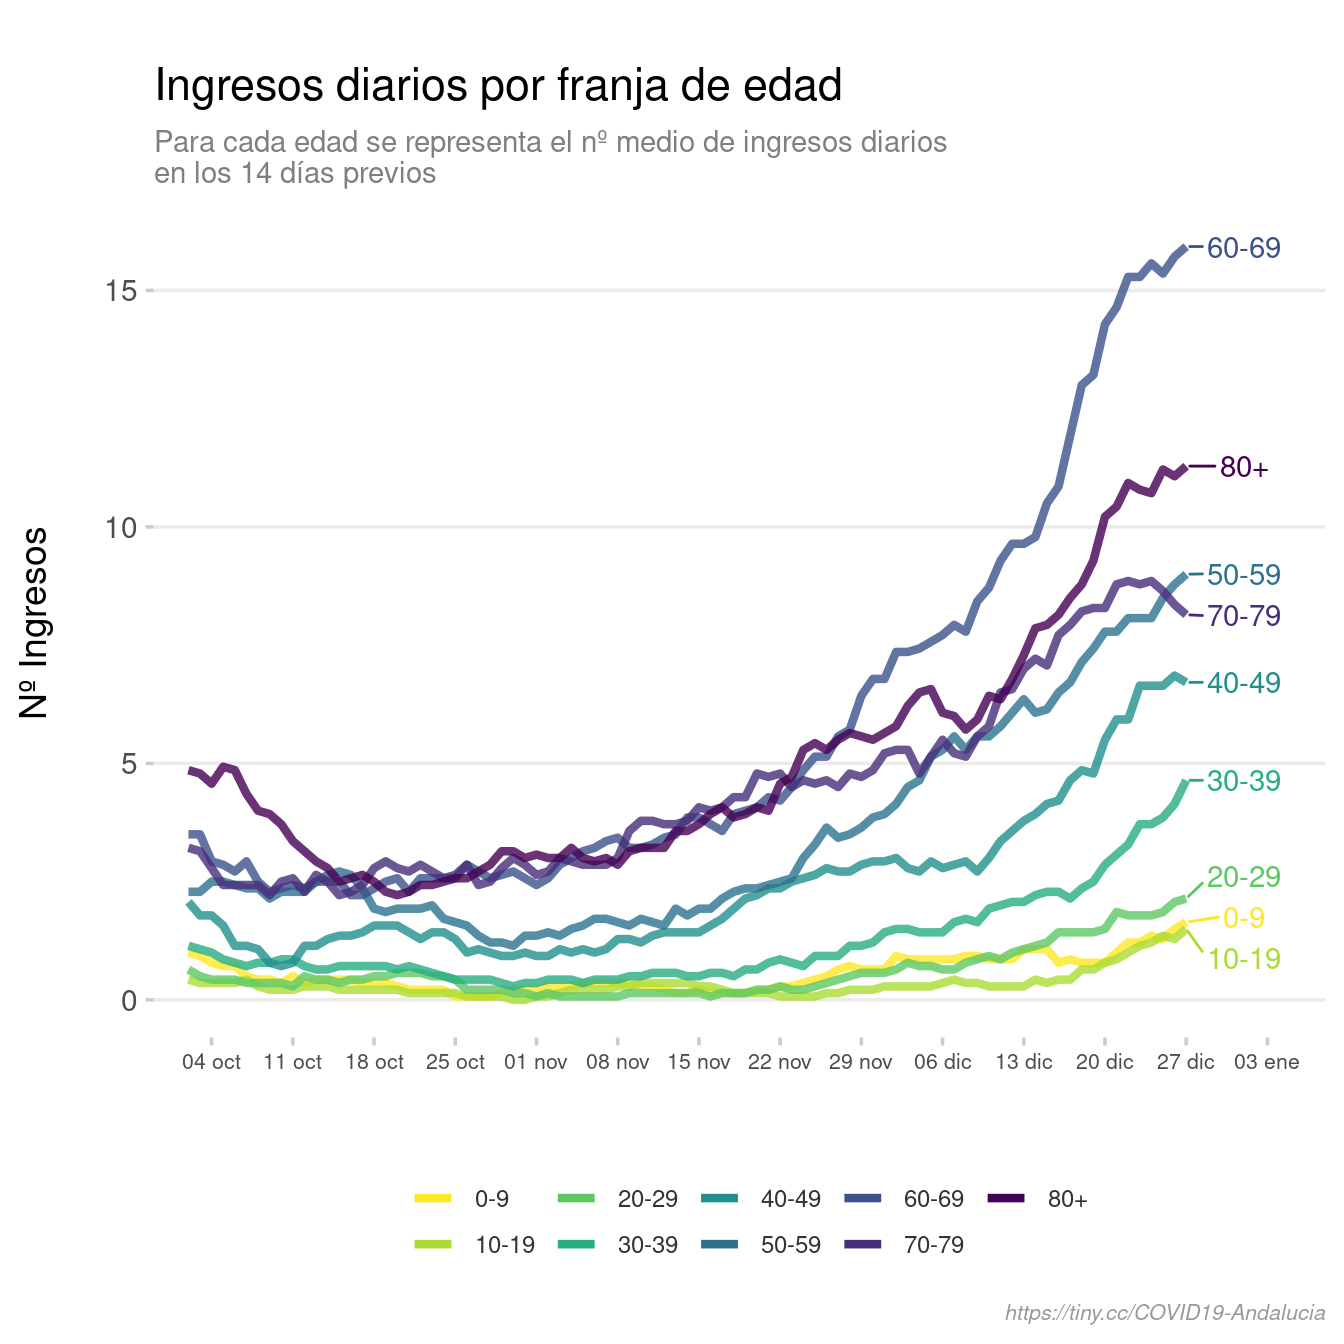 Ingresos diarios por franja de edad
Para cada edad se representa el nº medio de ingresos diarios
en los 14 días previos
Nº Ingresos
15
10
5
0
60-69
80+
50-59
70-79
40-49
30-39
20-29
0-9
10-19
04 oct 11 oct 18 oct 25 oct 01 nov 08 nov 15 nov 22 nov 29 nov 06 dic 13 dic 20 dic 27 dic 03 ene
0-9 20-29 40-49 60-69 80+
10-19 30-39 50-59 70-79
https://tiny.cc/COVID19-Andalucia